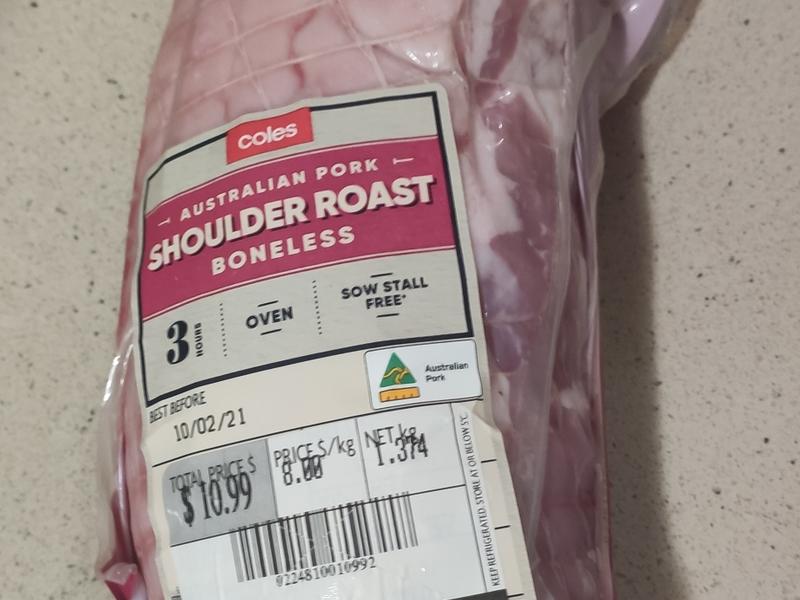 coles
AUSTRALIAN PORK
SHOULDER ROAST
BONELESS
3 HOURS
OVEN
SOW STALL
FREE*
Australian
Pork
BEST BEFORE
10/02/21
TOTAL PRICE $
$10.99
PRICE $/kg
8.00
NET kg
1.374
0224810010992
KEEP REFRIGERATED. STORE AT OR BELOW 5°C.